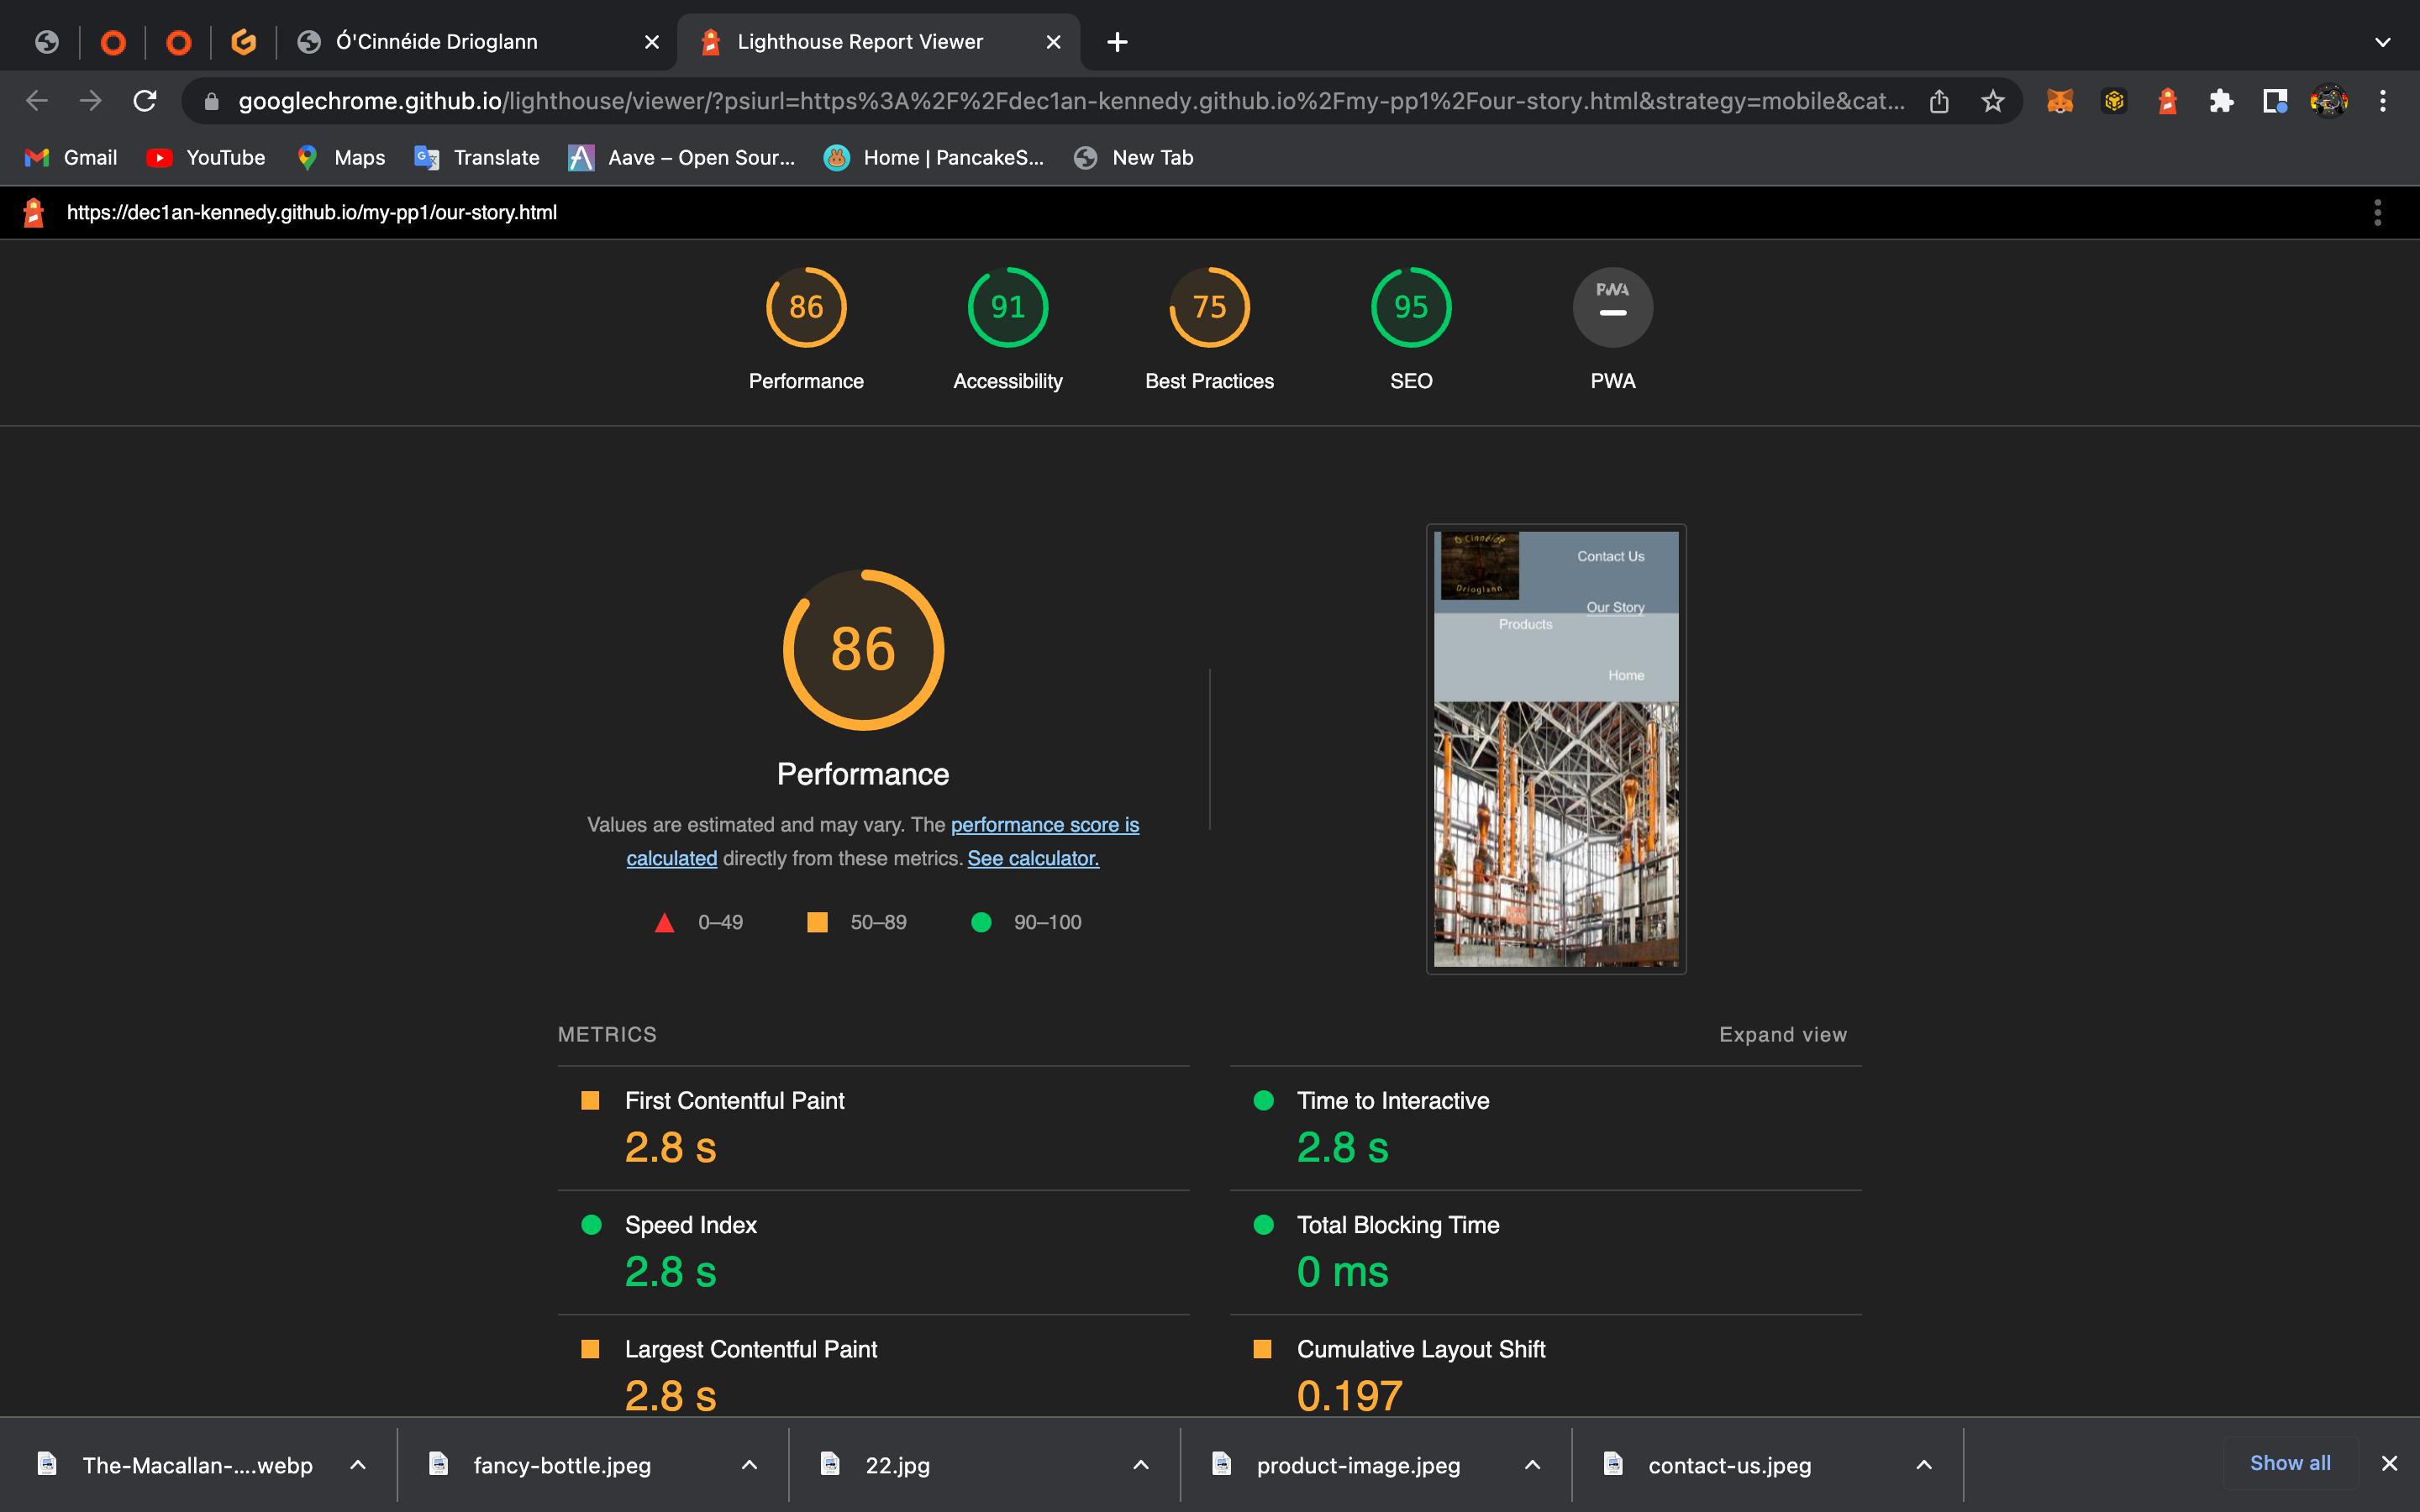 Ó'Cinnéide Drioglann
Lighthouse Report Viewer
googlechrome.github.io/lighthouse/viewer/?psiurl=https%3A%2F%2Fdec1an-kennedy.github.io%2Fmy-pp1%2Four-story.html&strategy=mobile&cat...
Gmail YouTube Maps Translate Aave – Open Sour... Home | PancakeS... New Tab
https://dec1an-kennedy.github.io/my-pp1/our-story.html
86 91 75 95 PWA
Performance Accessibility Best Practices SEO PWA
Ó Cinnéide
Drioglann
Contact Us
Our Story
Products
Home
86
Performance
Values are estimated and may vary. The performance score is
calculated directly from these metrics. See calculator.
0–49 50–89 90–100
METRICS Expand view
First Contentful Paint
2.8 s
Time to Interactive
2.8 s
Speed Index
2.8 s
Total Blocking Time
0 ms
Largest Contentful Paint
2.8 s
Cumulative Layout Shift
0.197
The-Macallan-....webp fancy-bottle.jpeg 22.jpg product-image.jpeg contact-us.jpeg Show all